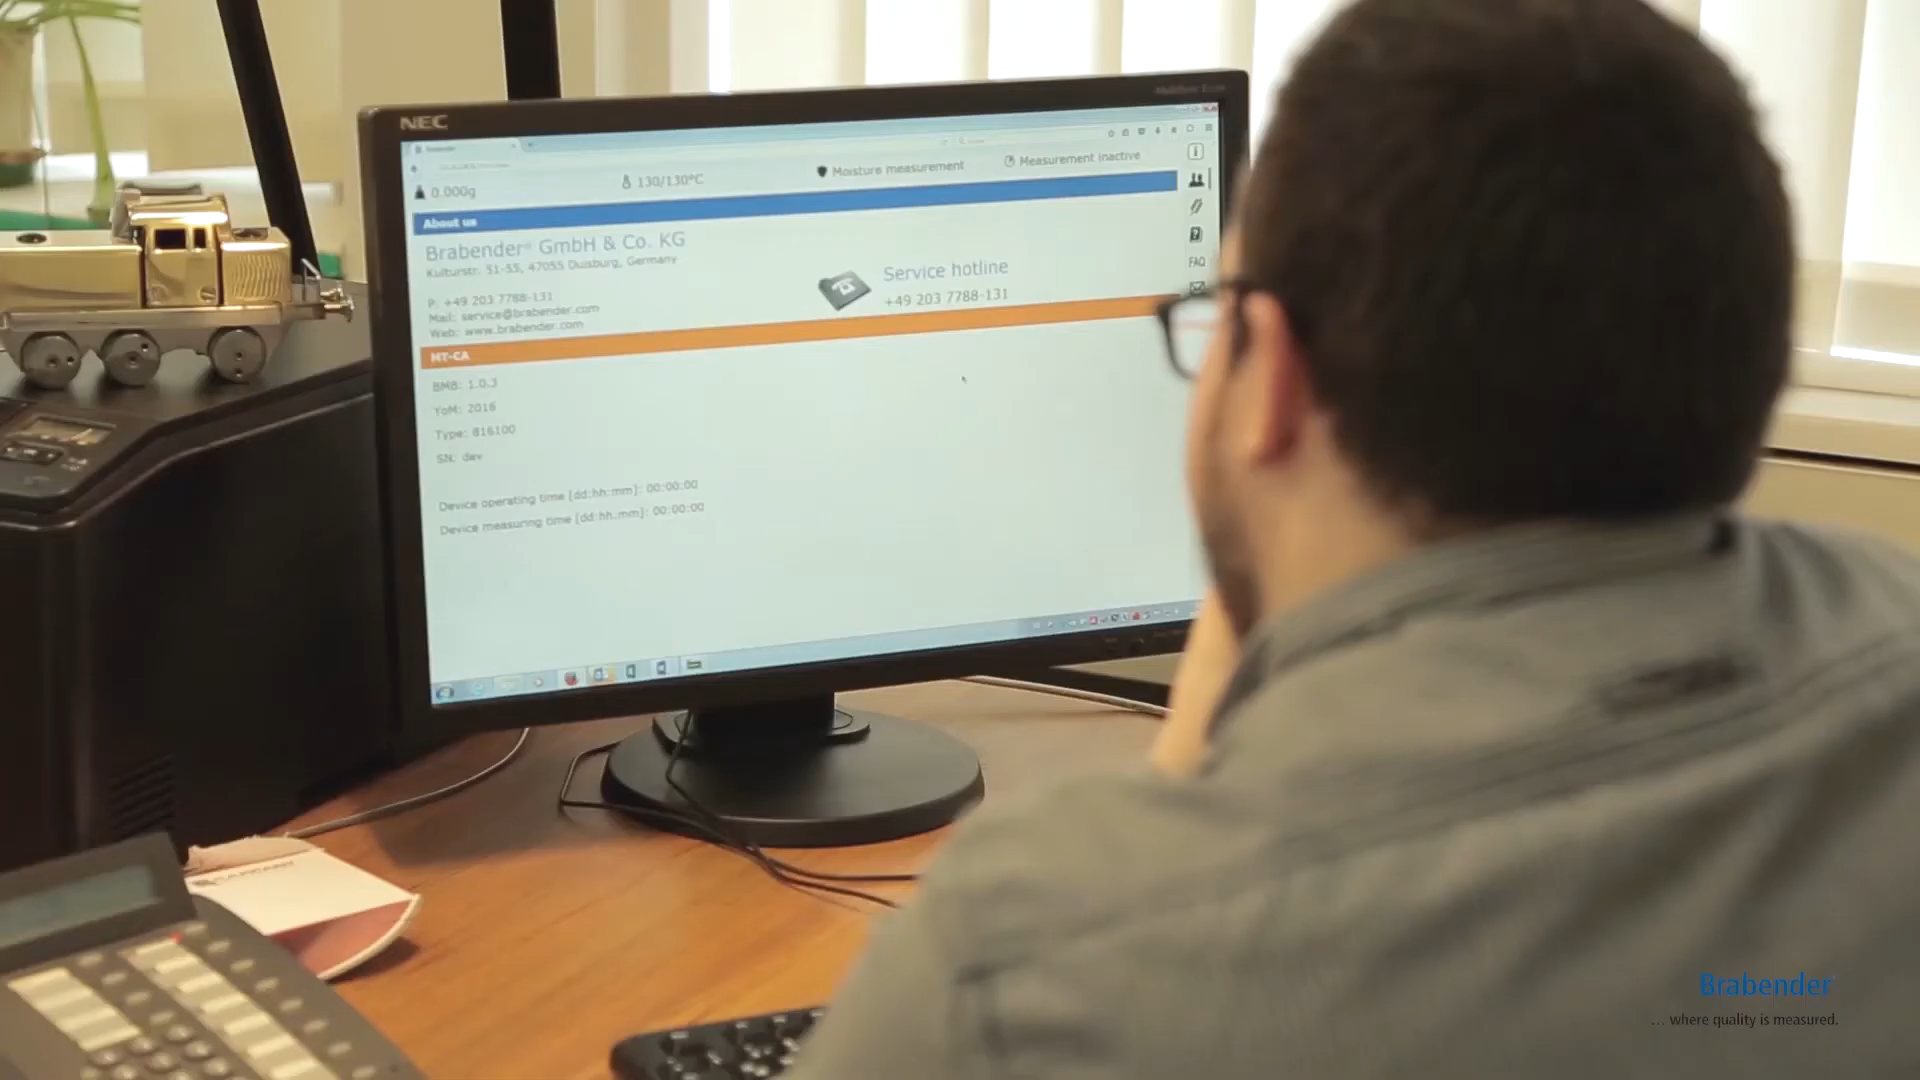 NEC
0.000g
130/130°C
Moisture measurement
Measurement inactive
About us
Brabender® GmbH & Co. KG
Kulturstr. 51-55, 47055 Duisburg, Germany
P: +49 203 7788-131
Mail: service@brabender.com
Web: www.brabender.com
Service hotline
+49 203 7788-131
FAQ
MT-CA
BMB: 1.0.3
YoM: 2016
Type: 816100
SN: dev
Device operating time [dd:hh:mm]: 00:00:00
Device measuring time [dd:hh:mm]: 00:00:00
Brabender
... where quality is measured.